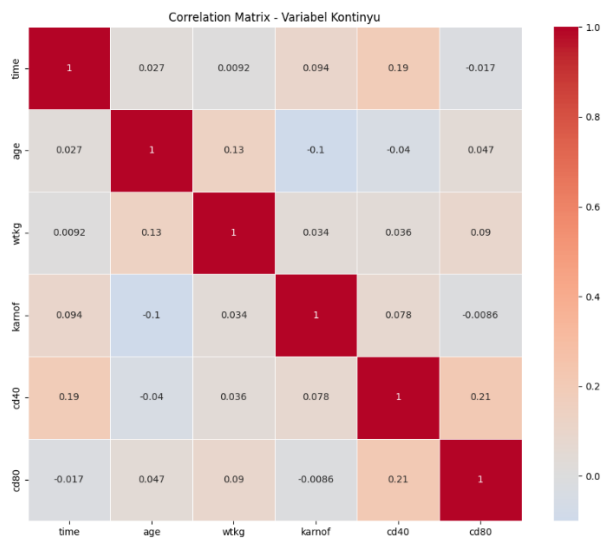 Correlation Matrix - Variabel Kontinyu
time 1 0.027 0.0092 0.094 0.19 -0.017
age 0.027 1 0.13 -0.1 -0.04 0.047
wtkg 0.0092 0.13 1 0.034 0.036 0.09
karnof 0.094 -0.1 0.034 1 0.078 -0.0086
cd40 0.19 -0.04 0.036 0.078 1 0.21
cd80 -0.017 0.047 0.09 -0.0086 0.21 1
time age wtkg karnof cd40 cd80
1.0
0.8
0.6
0.4
0.2
0.0